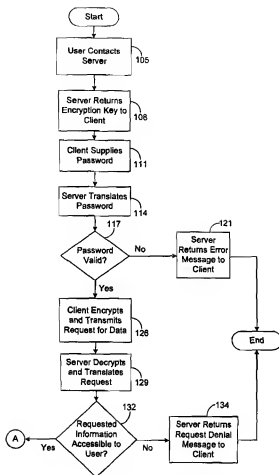 Start
User Contacts
Server
105
Server Returns
Encryption Key to
Client
108
Client Supplies
Password
111
Server Translates
Password
114
117
Password
Valid?
No
Yes
121
Server
Returns Error
Message to
Client
Client Encrypts
and Transmits
Request for Data
126
End
Server Decrypts
and Translates
Request
129
132
Requested
Information
Accessible to
User?
Yes
A
No
134
Server Returns
Request Denial
Message to
Client